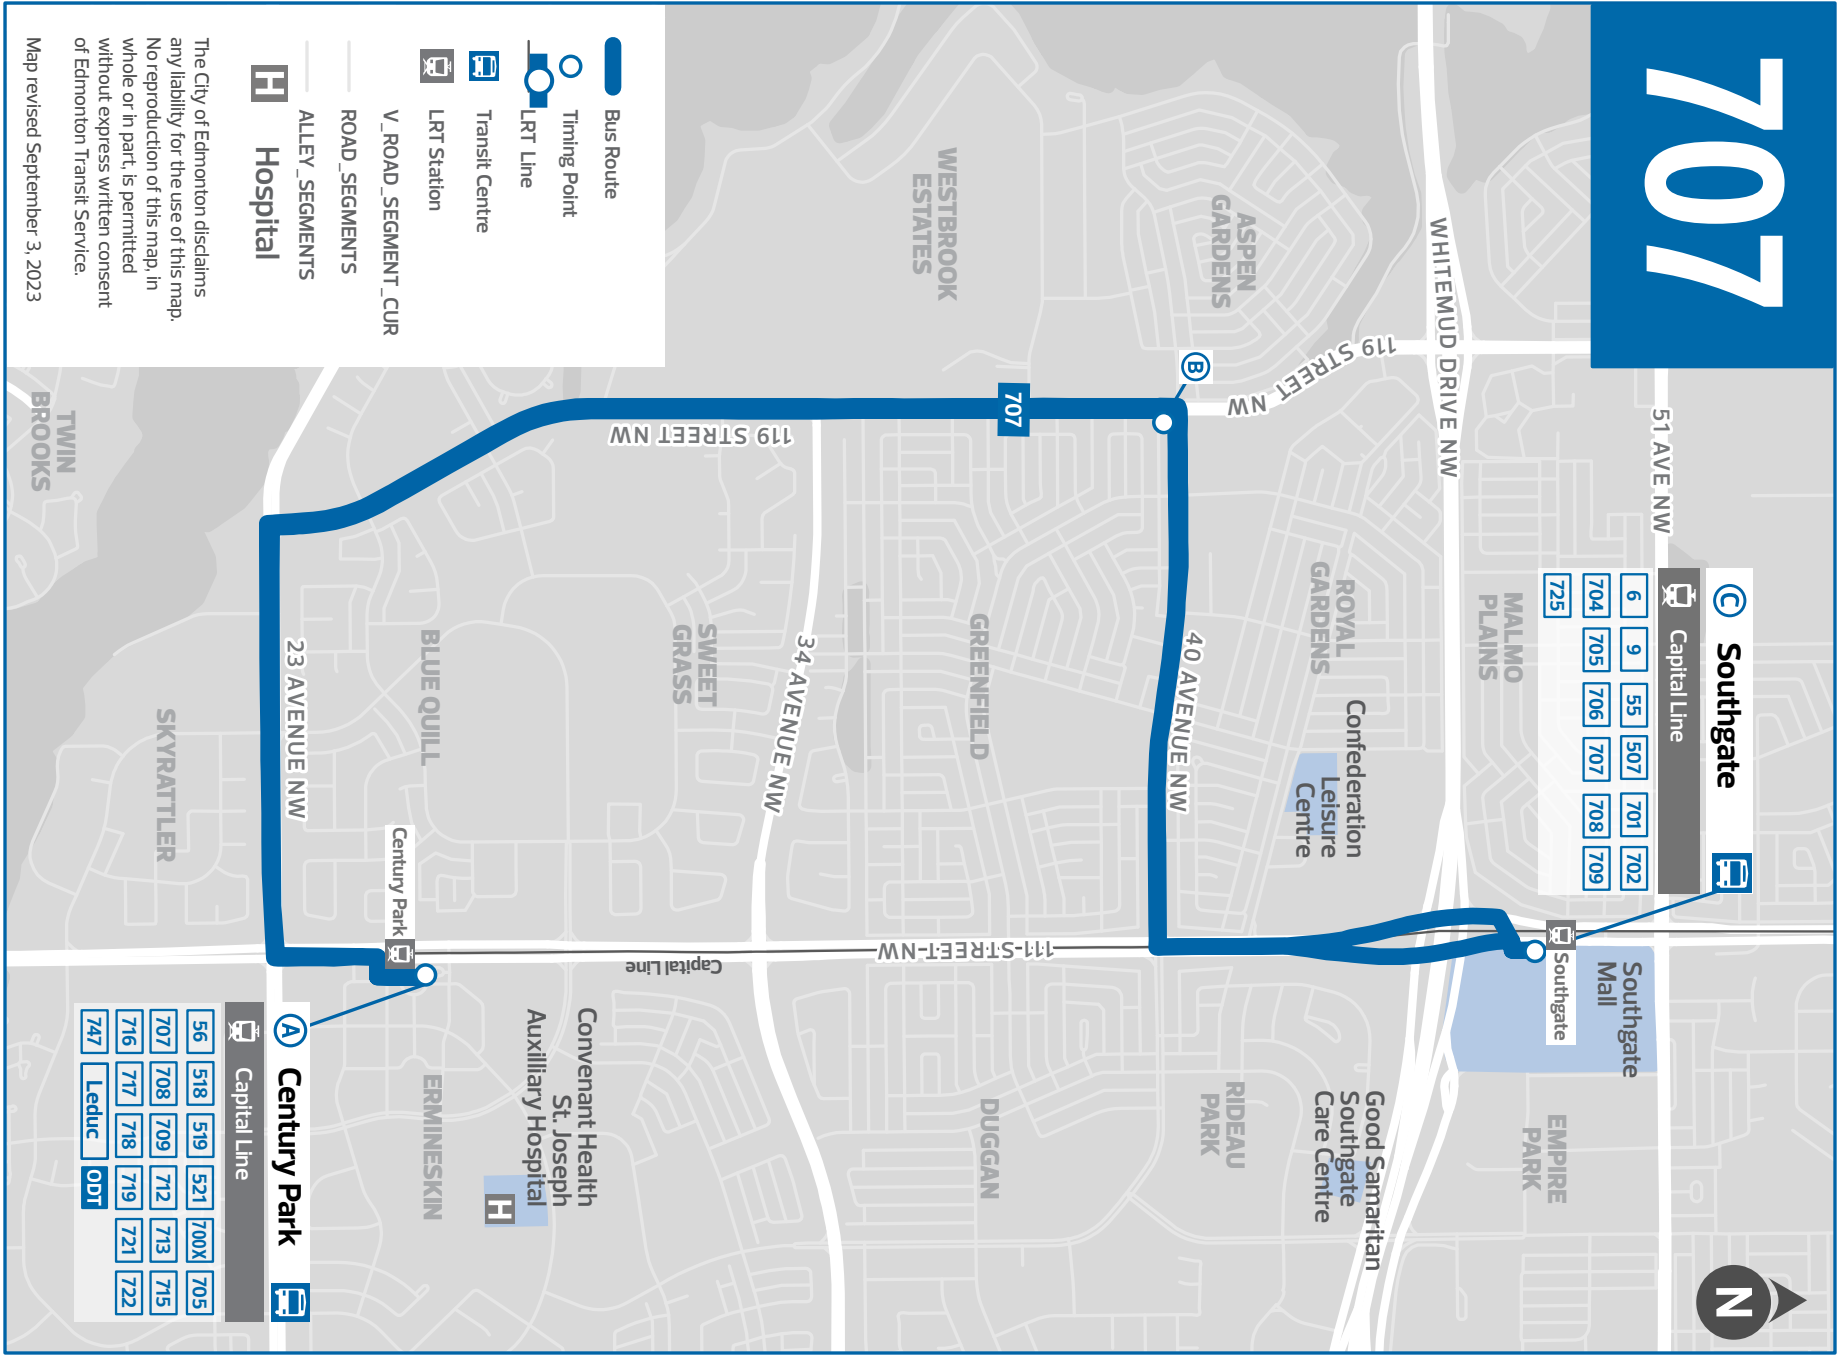 707
Bus Route
Timing Point
LRT Line
Transit Centre
LRT Station
V_ROAD_SEGMENT_CUR
ROAD_SEGMENTS
ALLEY_SEGMENTS
H Hospital
The City of Edmonton disclaims
any liability for the use of this map.
No reproduction of this map, in
whole or in part, is permitted
without express written consent
of Edmonton Transit Service.
Map revised September 3, 2023
C Southgate
Capital Line
6 9 55 507 701 702
704 705 706 707 708 709
725
51 AVE NW
WHITEMUD DRIVE NW
MALMO
PLAINS
Southgate
Southgate
Mall
EMPIRE
PARK
119 STREET NW
ASPEN
GARDENS
WESTBROOK
ESTATES
B
ROYAL
GARDENS
Confederation
Leisure
Centre
Good Samaritan
Southgate
Care Centre
RIDEAU
PARK
40 AVENUE NW
707
GREENFIELD
111 STREET NW
DUGGAN
34 AVENUE NW
119 STREET NW
SWEET
GRASS
Capital Line
Convenant Health
St. Joseph
Auxilliary Hospital
H
BLUE QUILL
Century Park
ERMINESKIN
23 AVENUE NW
SKYRATTLER
TWIN
BROOKS
A Century Park
Capital Line
56 518 519 521 700X 705
707 708 709 712 713 715
716 717 718 719 721 722
747 Leduc ODT
N